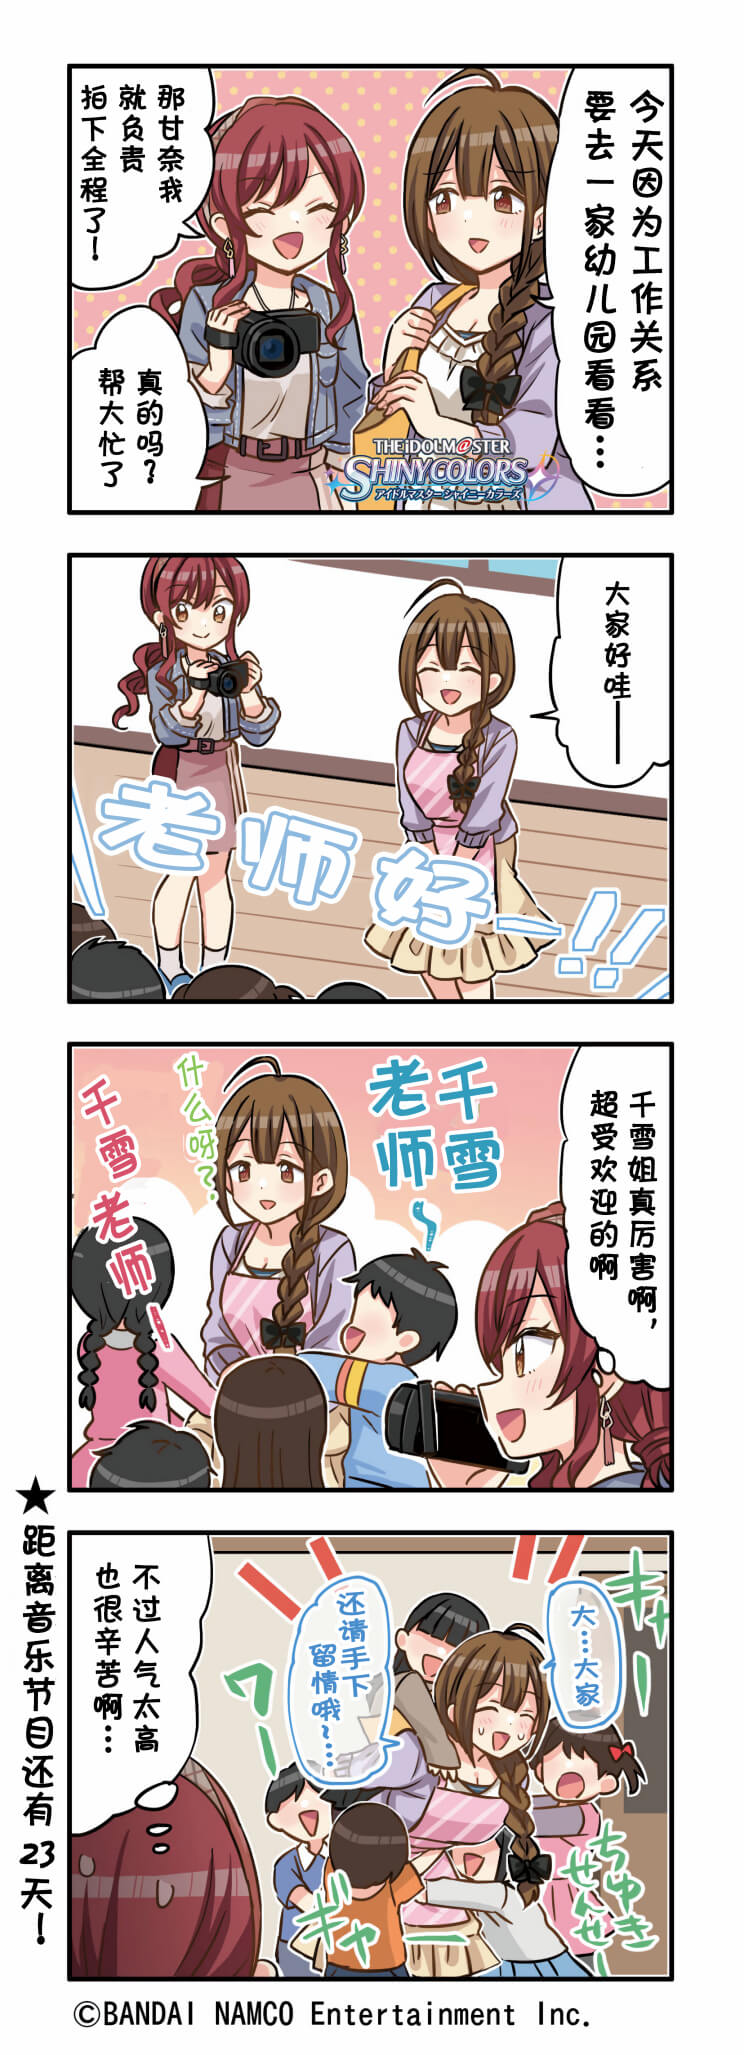 今天因为工作关系
要去一家幼儿园看看…
那甘奈我
就负责
拍下全程了！
真的吗？
帮大忙了
THE iDOLM@STER
SHINY COLORS
アイドルマスター シャイニーカラーズ
大家好哇——
老师好ー!!
千雪姐真厉害啊，
超受欢迎的啊
千雪
老师～
什么呀？
千雪老师ー
大…大家
还请手下
留情哦～…
不过人气太高
也很辛苦啊…
キャー
ワー
ギャー
ちゆき
せんせー
★距离音乐节目还有23天！
©BANDAI NAMCO Entertainment Inc.